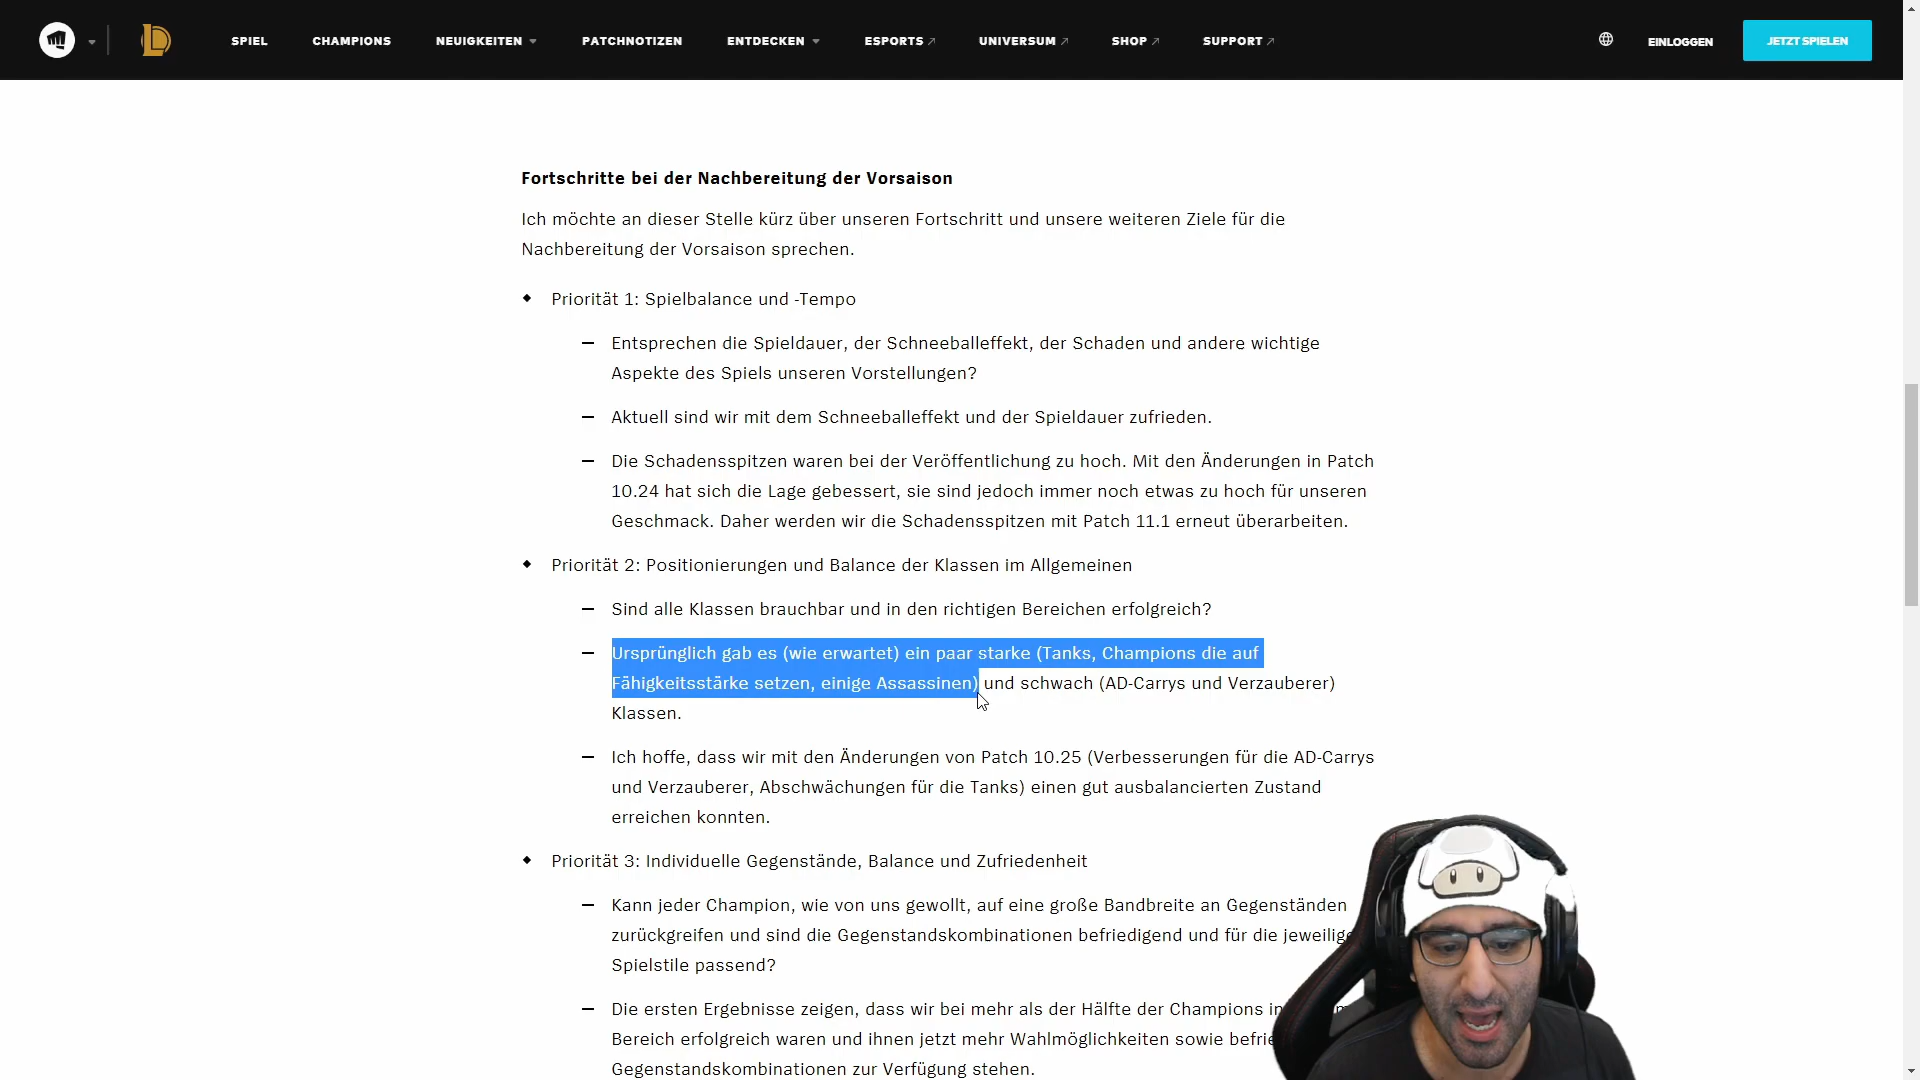 SPIEL CHAMPIONS NEUIGKEITEN PATCHNOTIZEN ENTDECKEN ESPORTS UNIVERSUM SHOP SUPPORT EINLOGGEN JETZT SPIELEN
Fortschritte bei der Nachbereitung der Vorsaison
Ich möchte an dieser Stelle kürz über unseren Fortschritt und unsere weiteren Ziele für die
Nachbereitung der Vorsaison sprechen.
Priorität 1: Spielbalance und -Tempo
Entsprechen die Spieldauer, der Schneeballeffekt, der Schaden und andere wichtige
Aspekte des Spiels unseren Vorstellungen?
Aktuell sind wir mit dem Schneeballeffekt und der Spieldauer zufrieden.
Die Schadensspitzen waren bei der Veröffentlichung zu hoch. Mit den Änderungen in Patch
10.24 hat sich die Lage gebessert, sie sind jedoch immer noch etwas zu hoch für unseren
Geschmack. Daher werden wir die Schadensspitzen mit Patch 11.1 erneut überarbeiten.
Priorität 2: Positionierungen und Balance der Klassen im Allgemeinen
Sind alle Klassen brauchbar und in den richtigen Bereichen erfolgreich?
Ursprünglich gab es (wie erwartet) ein paar starke (Tanks, Champions die auf
Fähigkeitsstärke setzen, einige Assassinen) und schwach (AD-Carrys und Verzauberer)
Klassen.
Ich hoffe, dass wir mit den Änderungen von Patch 10.25 (Verbesserungen für die AD-Carrys
und Verzauberer, Abschwächungen für die Tanks) einen gut ausbalancierten Zustand
erreichen konnten.
Priorität 3: Individuelle Gegenstände, Balance und Zufriedenheit
Kann jeder Champion, wie von uns gewollt, auf eine große Bandbreite an Gegenständen
zurückgreifen und sind die Gegenstandskombinationen befriedigend und für die jeweilige
Spielstile passend?
Die ersten Ergebnisse zeigen, dass wir bei mehr als der Hälfte der Champions in
Bereich erfolgreich waren und ihnen jetzt mehr Wahlmöglichkeiten sowie befrie
Gegenstandskombinationen zur Verfügung stehen.